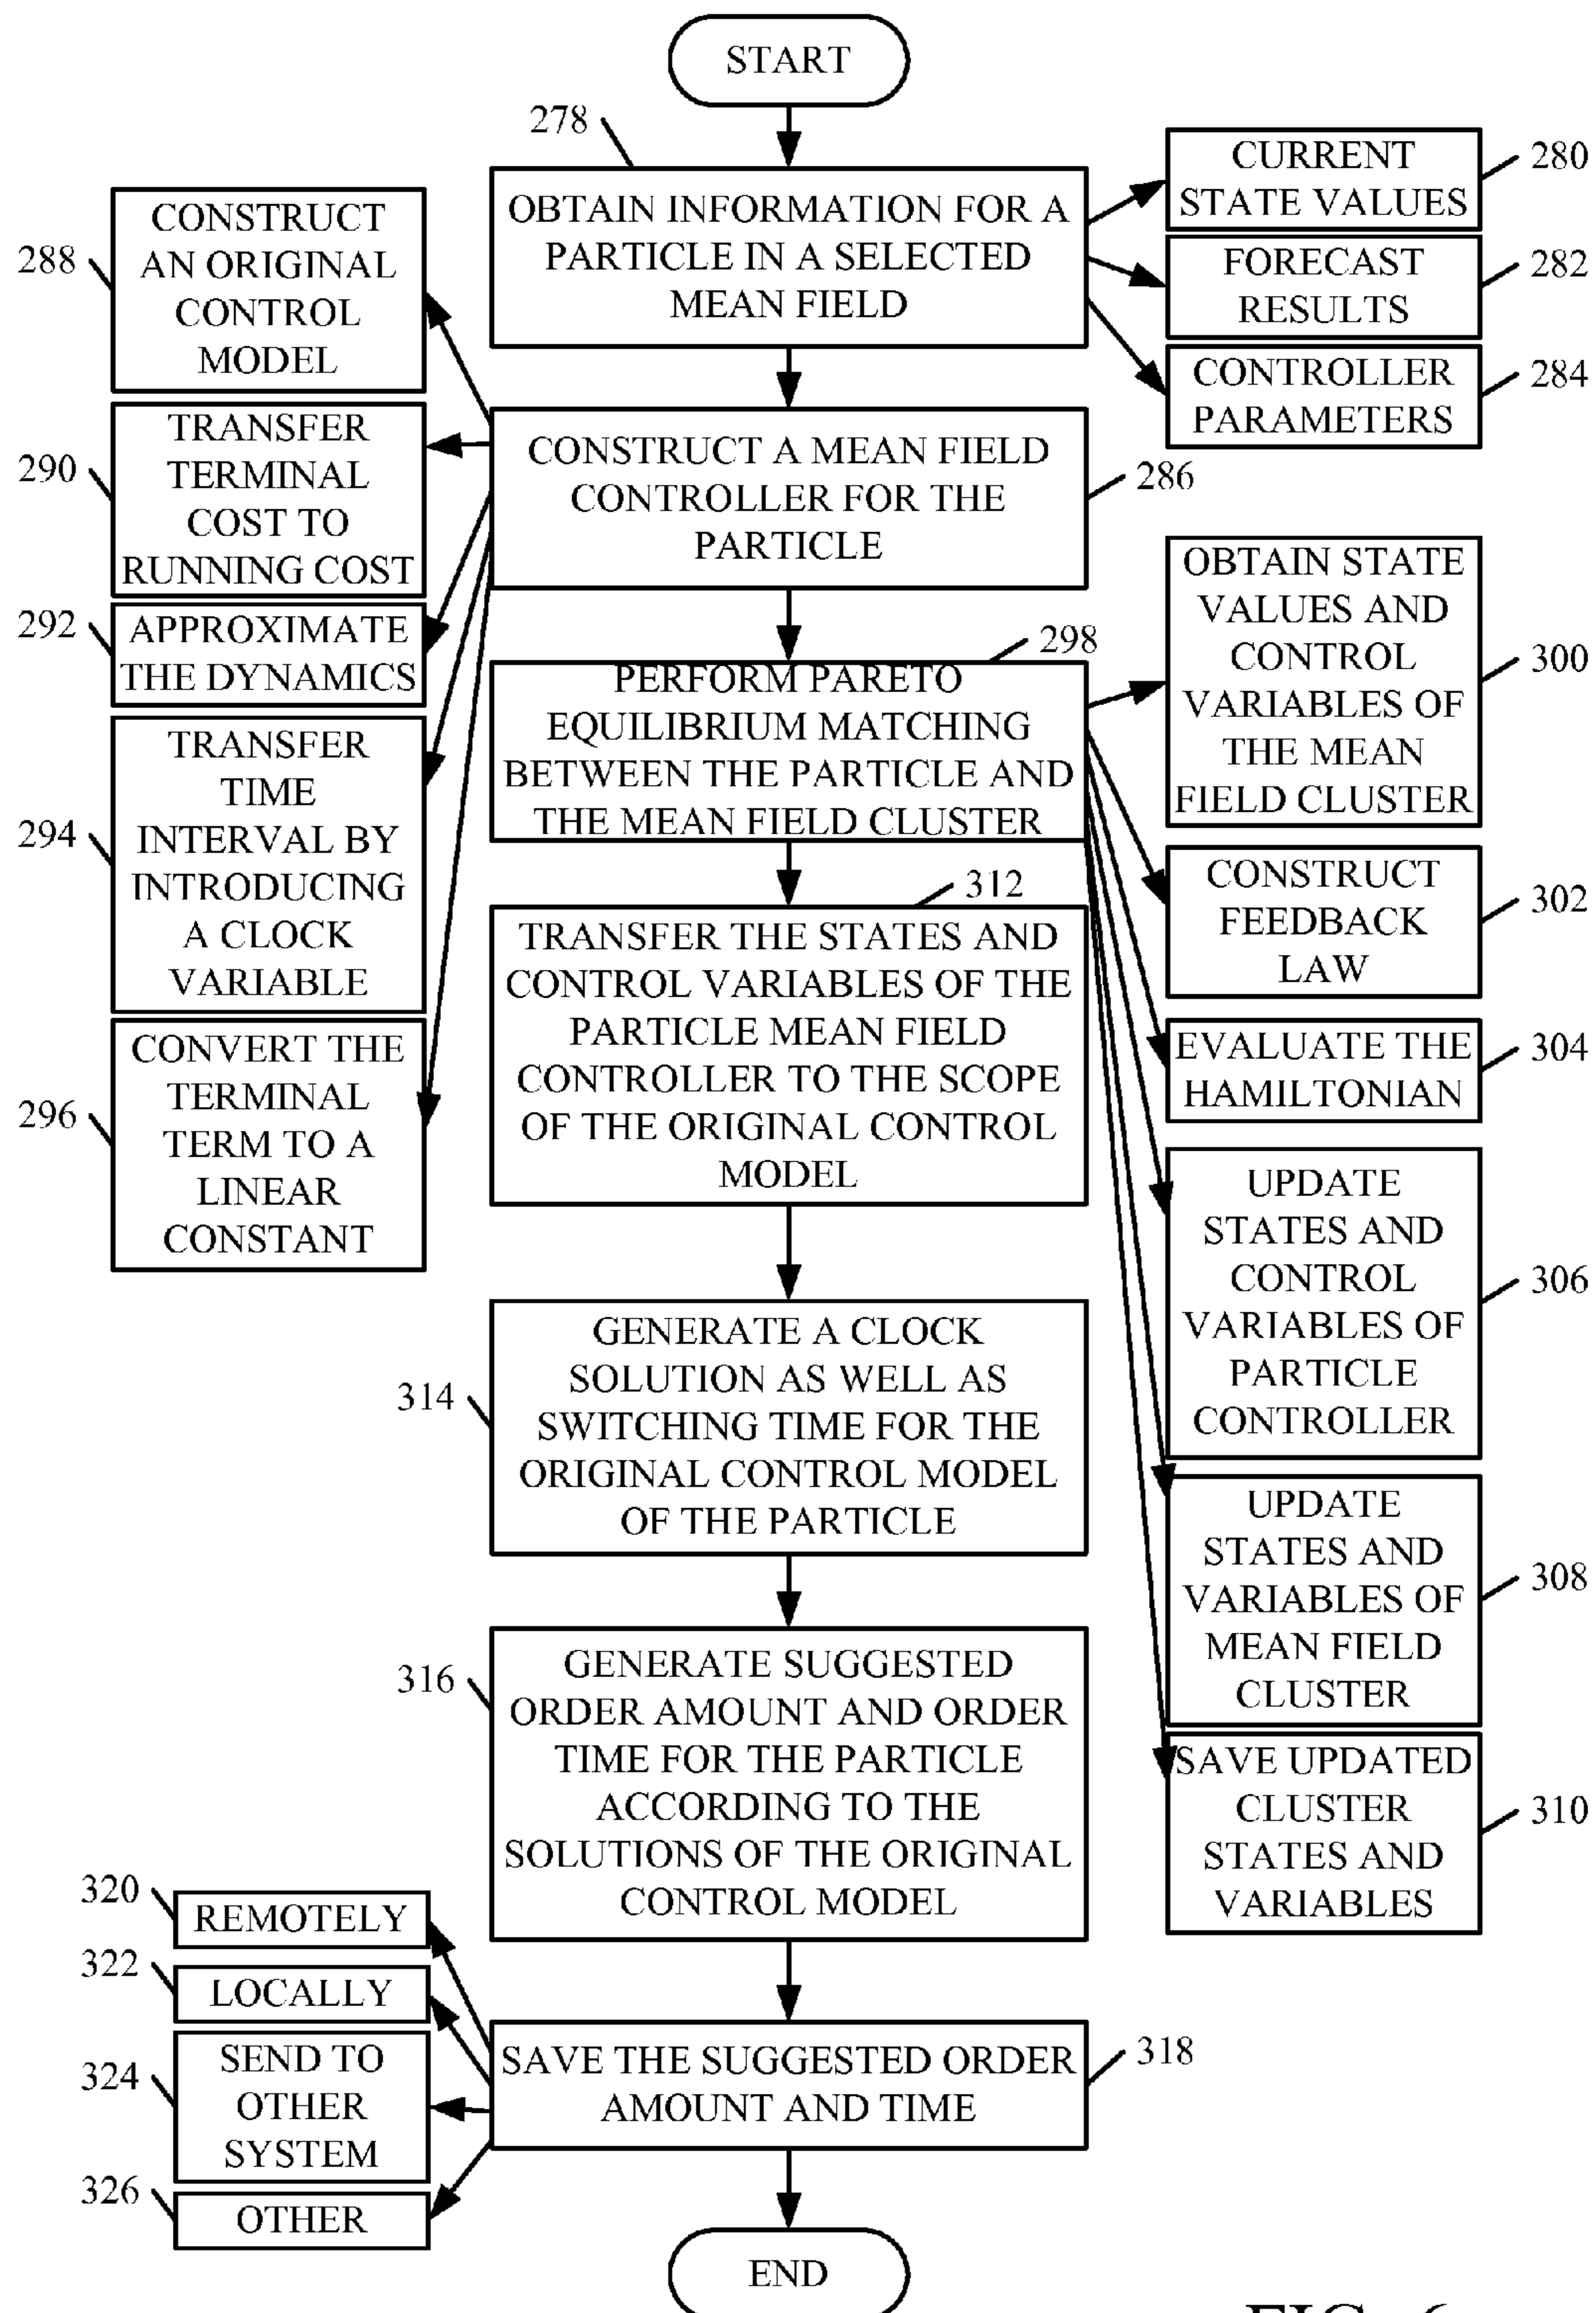 START
278
OBTAIN INFORMATION FOR A
PARTICLE IN A SELECTED
MEAN FIELD
CURRENT
STATE VALUES
280
FORECAST
RESULTS
282
CONTROLLER
PARAMETERS
284
CONSTRUCT A MEAN FIELD
CONTROLLER FOR THE
PARTICLE
286
288
CONSTRUCT
AN ORIGINAL
CONTROL
MODEL
290
TRANSFER
TERMINAL
COST TO
RUNNING COST
292
APPROXIMATE
THE DYNAMICS
294
TRANSFER
TIME
INTERVAL BY
INTRODUCING
A CLOCK
VARIABLE
296
CONVERT THE
TERMINAL
TERM TO A
LINEAR
CONSTANT
298
PERFORM PARETO
EQUILIBRIUM MATCHING
BETWEEN THE PARTICLE AND
THE MEAN FIELD CLUSTER
OBTAIN STATE
VALUES AND
CONTROL
VARIABLES OF
THE MEAN
FIELD CLUSTER
300
CONSTRUCT
FEEDBACK
LAW
302
EVALUATE THE
HAMILTONIAN
304
UPDATE
STATES AND
CONTROL
VARIABLES OF
PARTICLE
CONTROLLER
306
UPDATE
STATES AND
VARIABLES OF
MEAN FIELD
CLUSTER
308
SAVE UPDATED
CLUSTER
STATES AND
VARIABLES
310
312
TRANSFER THE STATES AND
CONTROL VARIABLES OF THE
PARTICLE MEAN FIELD
CONTROLLER TO THE SCOPE
OF THE ORIGINAL CONTROL
MODEL
314
GENERATE A CLOCK
SOLUTION AS WELL AS
SWITCHING TIME FOR THE
ORIGINAL CONTROL MODEL
OF THE PARTICLE
316
GENERATE SUGGESTED
ORDER AMOUNT AND ORDER
TIME FOR THE PARTICLE
ACCORDING TO THE
SOLUTIONS OF THE ORIGINAL
CONTROL MODEL
318
SAVE THE SUGGESTED ORDER
AMOUNT AND TIME
320
REMOTELY
322
LOCALLY
324
SEND TO
OTHER
SYSTEM
326
OTHER
END
FIG. 6